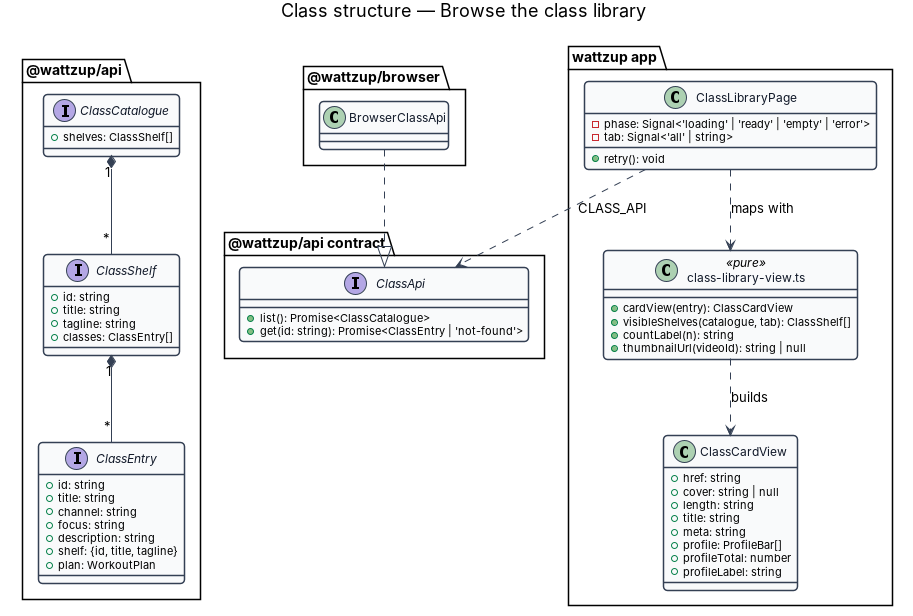 Class structure — Browse the class library
@wattzup/api
I ClassCatalogue
shelves: ClassShelf[]
1
*
I ClassShelf
id: string
title: string
tagline: string
classes: ClassEntry[]
1
*
I ClassEntry
id: string
title: string
channel: string
focus: string
description: string
shelf: {id, title, tagline}
plan: WorkoutPlan
@wattzup/browser
C BrowserClassApi
@wattzup/api contract
I ClassApi
list(): Promise<ClassCatalogue>
get(id: string): Promise<ClassEntry | 'not-found'>
wattzup app
C ClassLibraryPage
phase: Signal<'loading' | 'ready' | 'empty' | 'error'>
tab: Signal<'all' | string>
retry(): void
CLASS_API
maps with
«pure»
C class-library-view.ts
cardView(entry): ClassCardView
visibleShelves(catalogue, tab): ClassShelf[]
countLabel(n): string
thumbnailUrl(videoId): string | null
builds
C ClassCardView
href: string
cover: string | null
length: string
title: string
meta: string
profile: ProfileBar[]
profileTotal: number
profileLabel: string